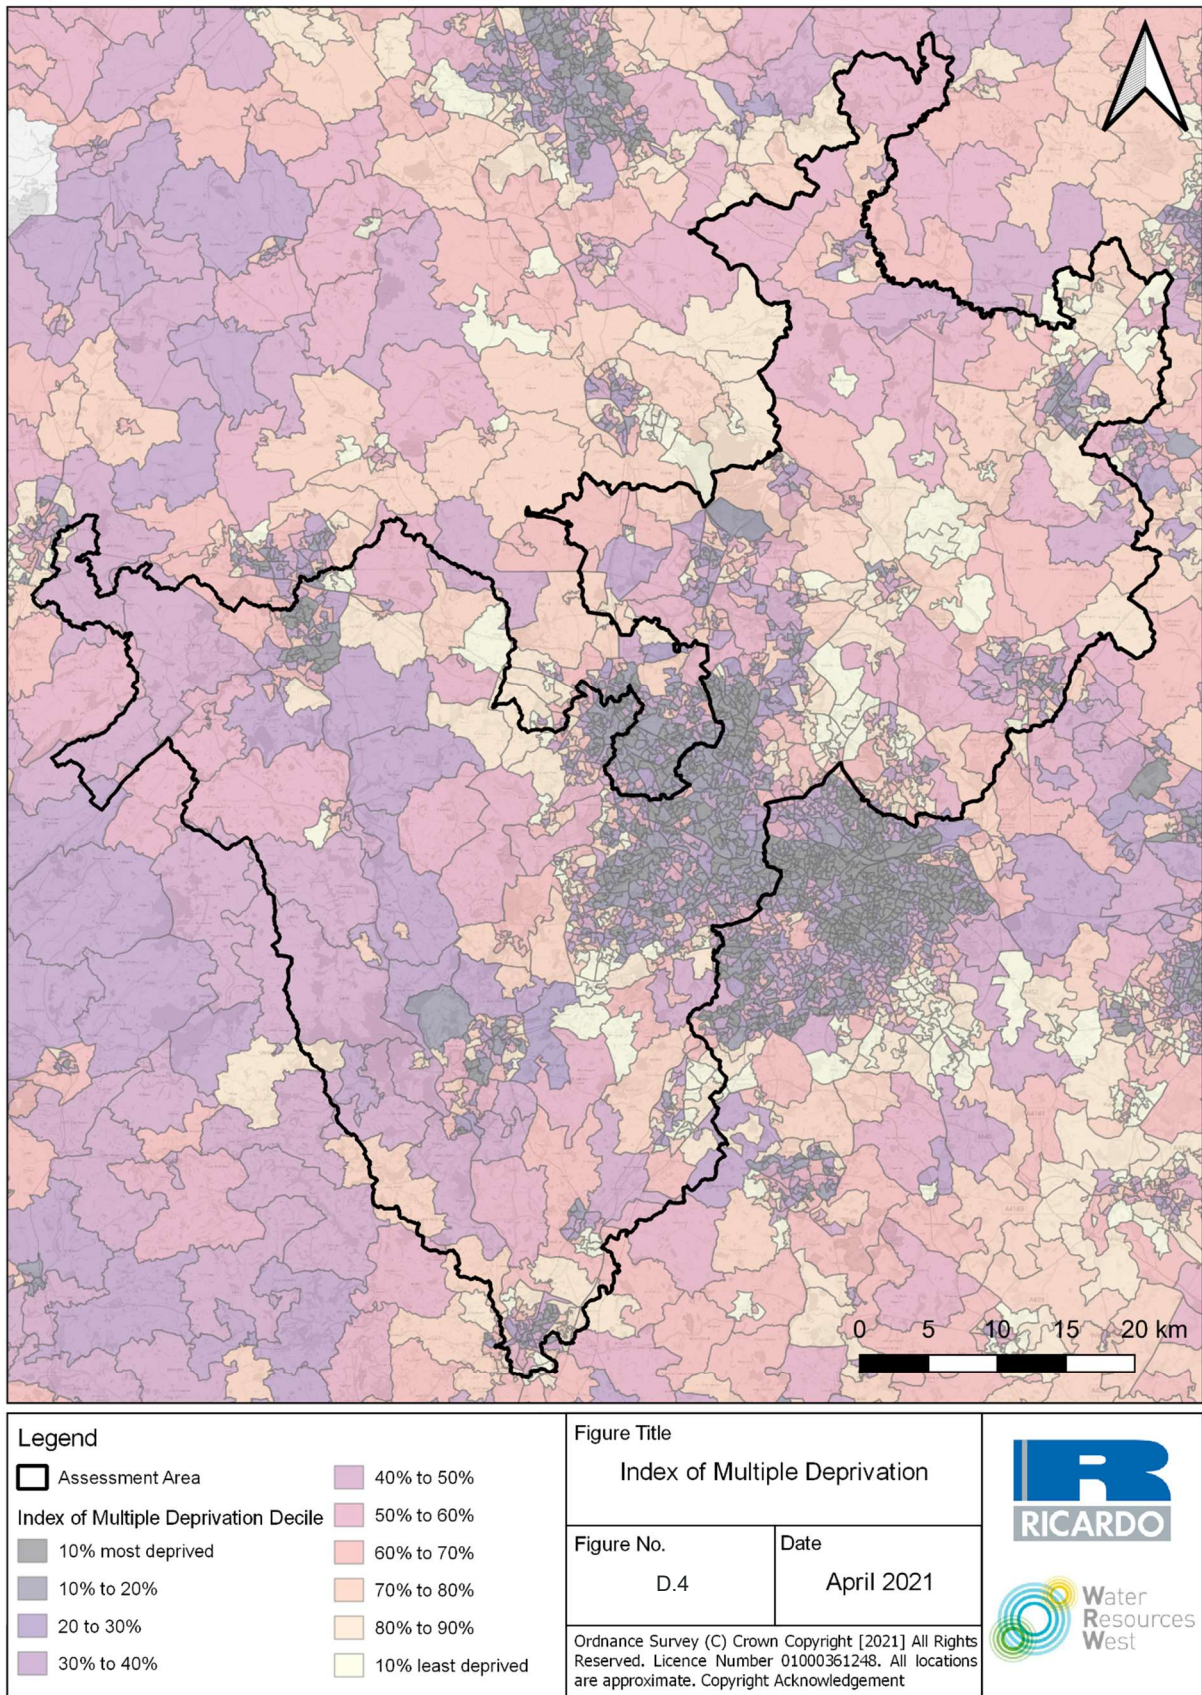 0 5 10 15 20 km
Legend
Assessment Area
Index of Multiple Deprivation Decile
10% most deprived
10% to 20%
20 to 30%
30% to 40%
40% to 50%
50% to 60%
60% to 70%
70% to 80%
80% to 90%
10% least deprived
Figure Title
Index of Multiple Deprivation
Figure No.
D.4
Date
April 2021
Ordnance Survey (C) Crown Copyright [2021] All Rights
Reserved. Licence Number 01000361248. All locations
are approximate. Copyright Acknowledgement
R
RICARDO
Water
Resources
West